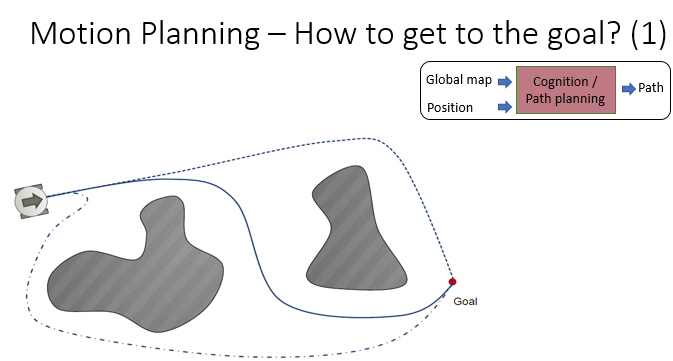 Motion Planning – How to get to the goal? (1)
Global map
Cognition /
Path planning
Path
Position
Goal